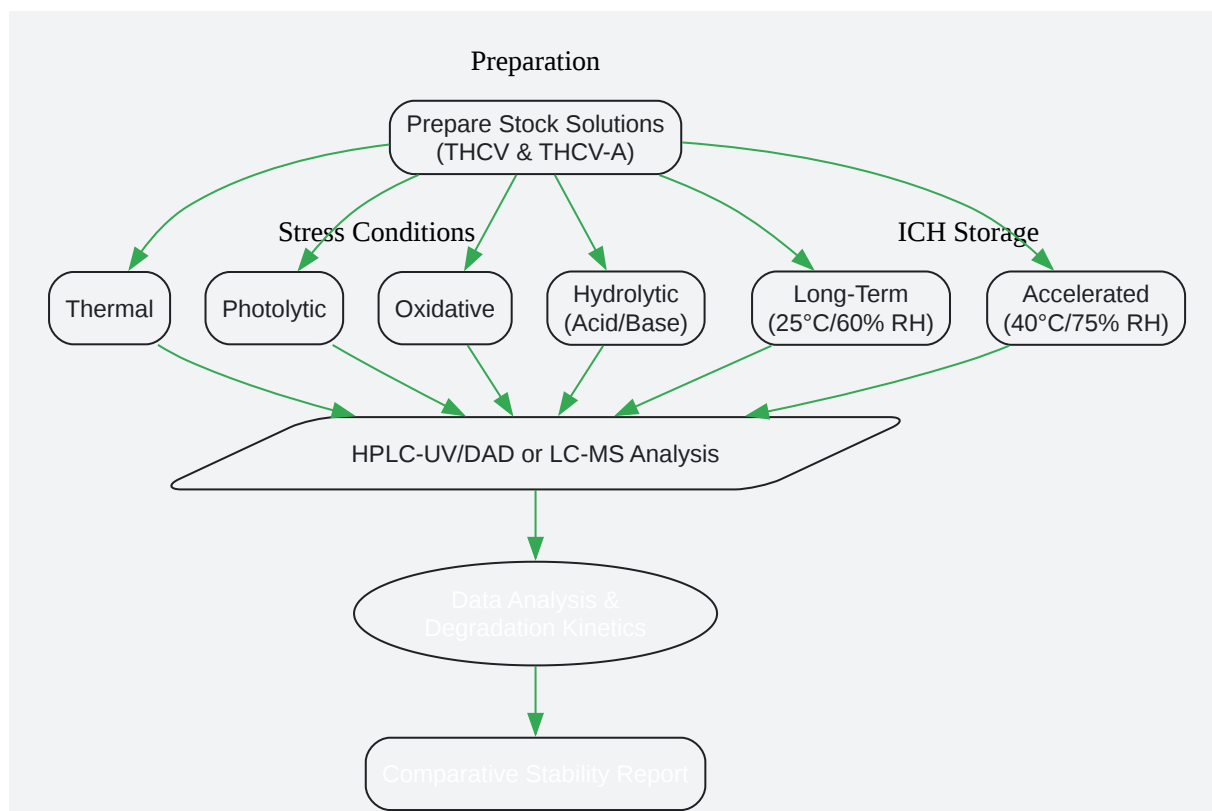 Preparation
Prepare Stock Solutions
(THCV & THCV-A)
Stress Conditions
ICH Storage
Thermal
Photolytic
Oxidative
Hydrolytic
(Acid/Base)
Long-Term
(25°C/60% RH)
Accelerated
(40°C/75% RH)
HPLC-UV/DAD or LC-MS Analysis
Data Analysis &
Degradation Kinetics
Comparative Stability Report